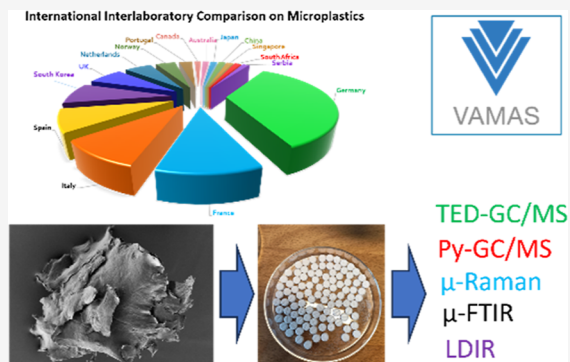 International Interlaboratory Comparison on Microplastics
Canada
Australia
Japan
China
Singapore
South Africa
Serbia
Portugal
Norway
Netherlands
UK
South Korea
Spain
Italy
France
Germany
VAMAS
TED-GC/MS
Py-GC/MS
μ-Raman
μ-FTIR
LDIR